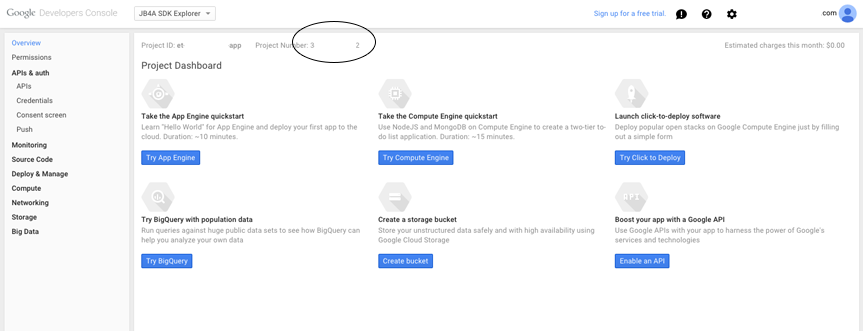 Google Developers Console JB4A SDK Explorer Sign up for a free trial. .com
Overview
Permissions
APIs & auth
APIs
Credentials
Consent screen
Push
Monitoring
Source Code
Deploy & Manage
Compute
Networking
Storage
Big Data
Project ID: et app Project Number: 3 2 Estimated charges this month: $0.00
Project Dashboard
Take the App Engine quickstart
Learn "Hello World" for App Engine and deploy your first app to the
cloud. Duration: ~10 minutes.
Try App Engine
Take the Compute Engine quickstart
Use NodeJS and MongoDB on Compute Engine to create a two-tier to-
do list application. Duration: ~15 minutes.
Try Compute Engine
Launch click-to-deploy software
Deploy popular open stacks on Google Compute Engine just by filling
out a simple form
Try Click to Deploy
Try BigQuery with population data
Run queries against huge public data sets to see how BigQuery can
help you analyze your own data
Try BigQuery
Create a storage bucket
Store your unstructured data safely and with high availability using
Google Cloud Storage
Create bucket
API
Boost your app with a Google API
Use Google APIs with your app to harness the power of Google's
services and technologies
Enable an API